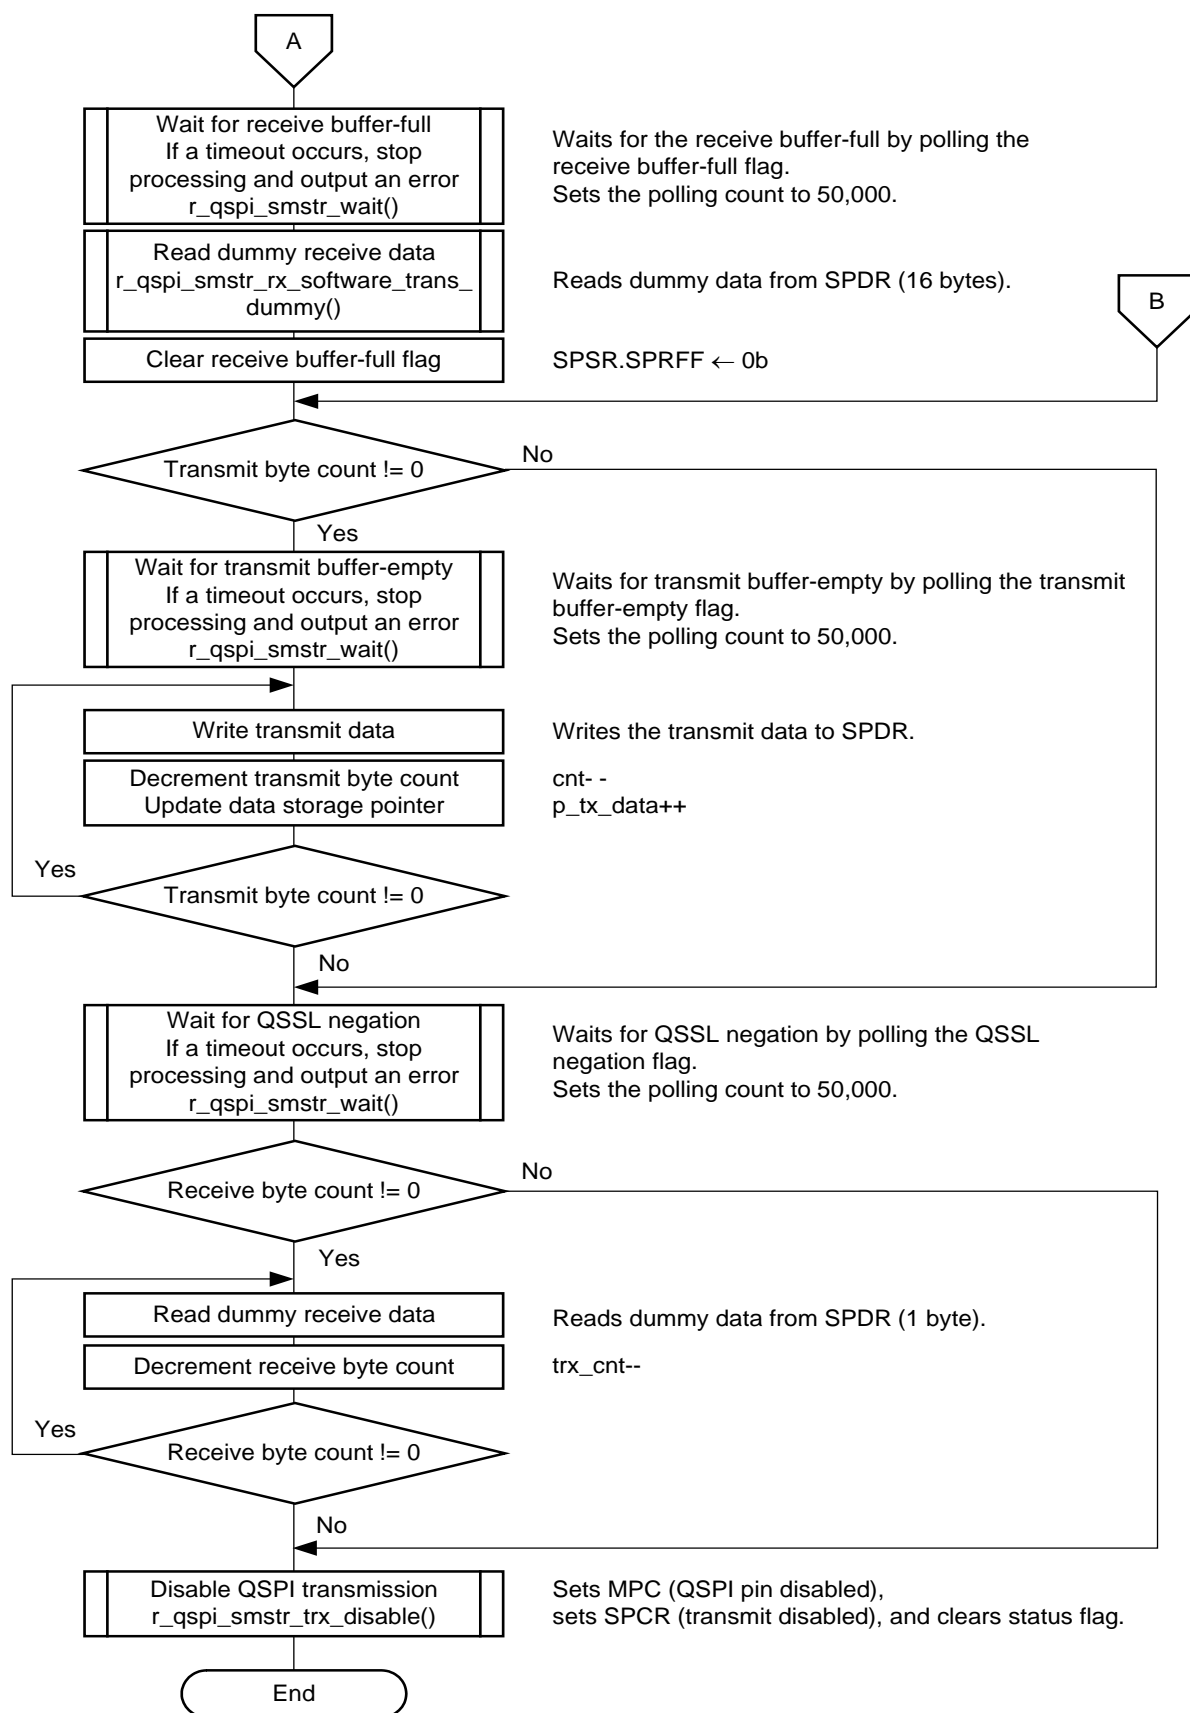 A
Wait for receive buffer-full
If a timeout occurs, stop
processing and output an error
r_qspi_smstr_wait()
Waits for the receive buffer-full by polling the
receive buffer-full flag.
Sets the polling count to 50,000.
Read dummy receive data
r_qspi_smstr_rx_software_trans_
dummy()
Reads dummy data from SPDR (16 bytes).
B
Clear receive buffer-full flag
SPSR.SPRFF ← 0b
Transmit byte count != 0
No
Yes
Wait for transmit buffer-empty
If a timeout occurs, stop
processing and output an error
r_qspi_smstr_wait()
Waits for transmit buffer-empty by polling the transmit
buffer-empty flag.
Sets the polling count to 50,000.
Write transmit data
Writes the transmit data to SPDR.
Decrement transmit byte count
Update data storage pointer
cnt- -
p_tx_data++
Yes
Transmit byte count != 0
No
Wait for QSSL negation
If a timeout occurs, stop
processing and output an error
r_qspi_smstr_wait()
Waits for QSSL negation by polling the QSSL
negation flag.
Sets the polling count to 50,000.
Receive byte count != 0
No
Yes
Read dummy receive data
Reads dummy data from SPDR (1 byte).
Decrement receive byte count
trx_cnt--
Yes
Receive byte count != 0
No
Disable QSPI transmission
r_qspi_smstr_trx_disable()
Sets MPC (QSPI pin disabled),
sets SPCR (transmit disabled), and clears status flag.
End